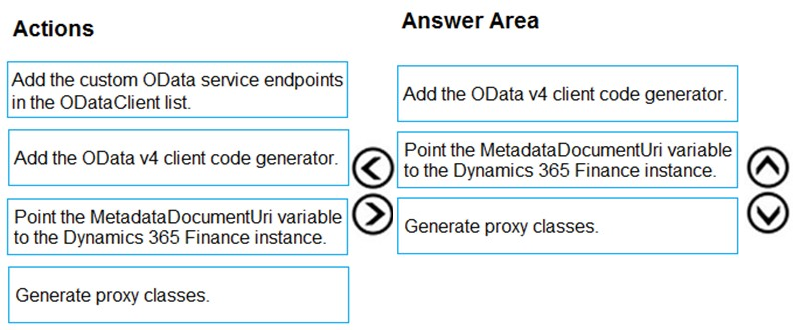 Actions
Answer Area
Add the custom OData service endpoints
in the ODataClient list.
Add the OData v4 client code generator.
Point the MetadataDocumentUri variable
to the Dynamics 365 Finance instance.
Generate proxy classes.
Add the OData v4 client code generator.
Point the MetadataDocumentUri variable
to the Dynamics 365 Finance instance.
Generate proxy classes.